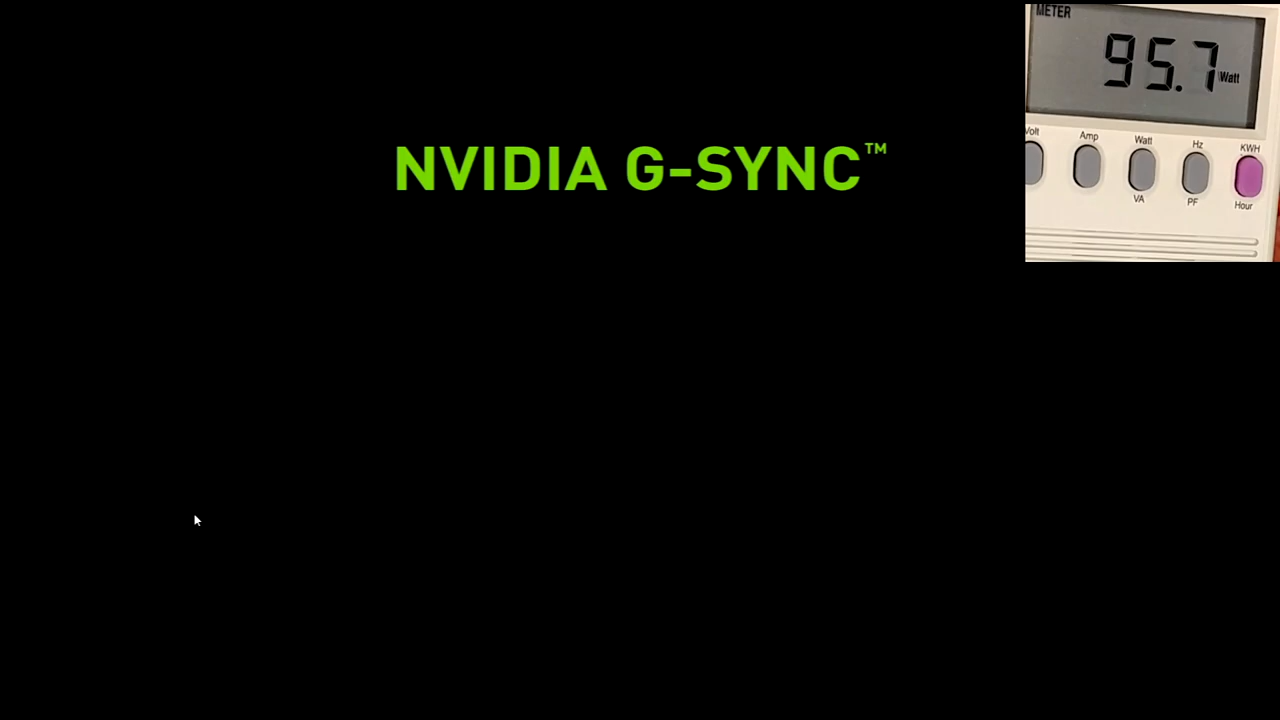 NVIDIA G-SYNC™
METER
95.7 Watt
Volt Amp Watt Hz KWH
VA PF Hour